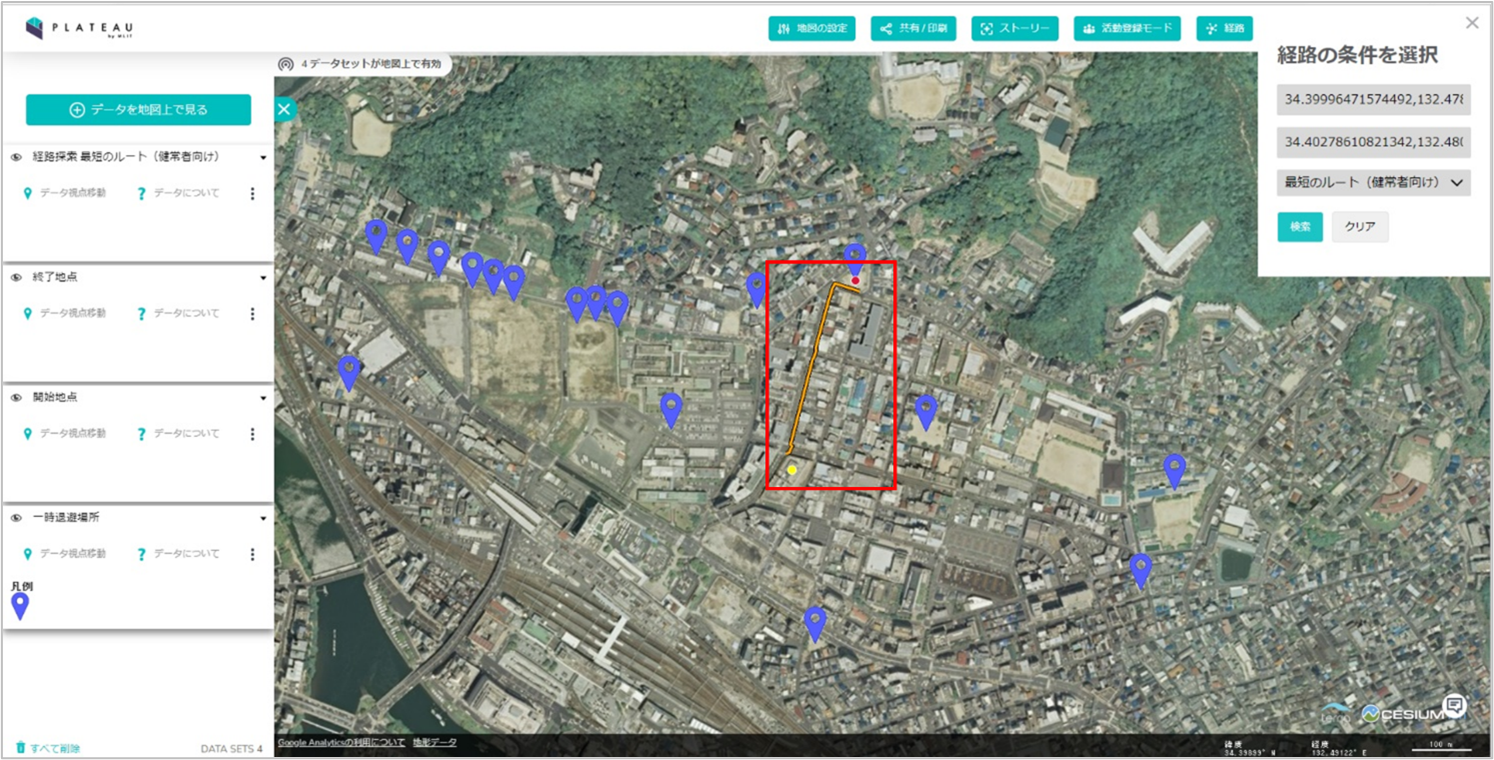 PLATEAU
by MLIT
地図の設定
共有/印刷
ストーリー
活動登録モード
経路
4データセットが地図上で有効
データを地図上で見る
経路探索 最短のルート（健常者向け）
データ視点移動
? データについて
終了地点
データ視点移動
? データについて
開始地点
データ視点移動
? データについて
一時退避場所
データ視点移動
? データについて
凡例
すべて削除
DATA SETS 4
経路の条件を選択
34.39996471574492,132.478
34.40278610821342,132.480
最短のルート（健常者向け）
検索
クリア
CESIUM
Google Analyticsの利用について 地形データ
緯度
34.39899° N
経度
132.49122° E
100 m